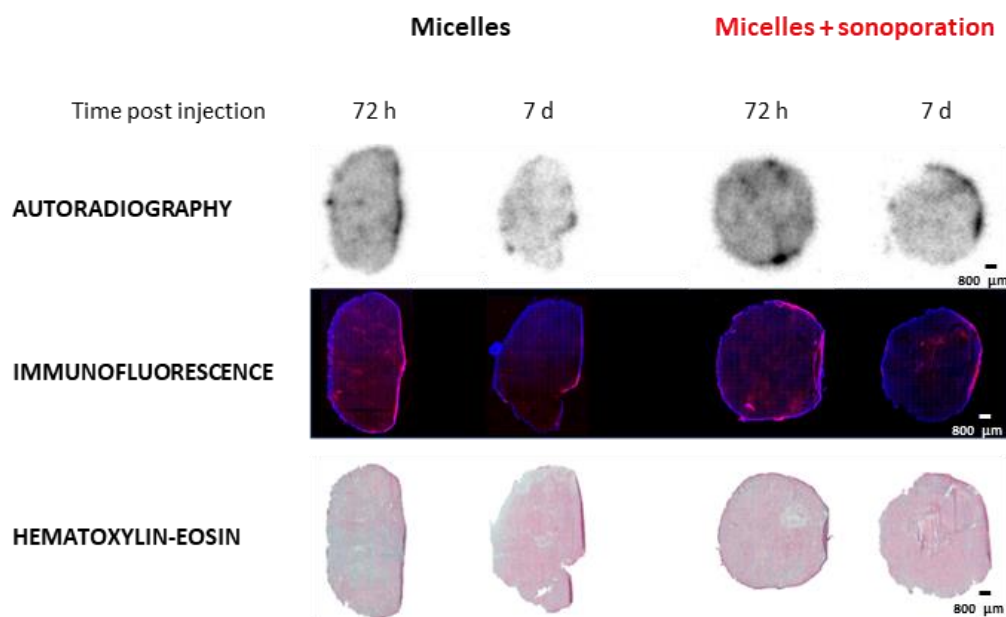 Micelles Micelles + sonoporation
Time post injection 72 h 7 d 72 h 7 d
AUTORADIOGRAPHY
800 μm
IMMUNOFLUORESCENCE
800 μm
HEMATOXYLIN-EOSIN
800 μm